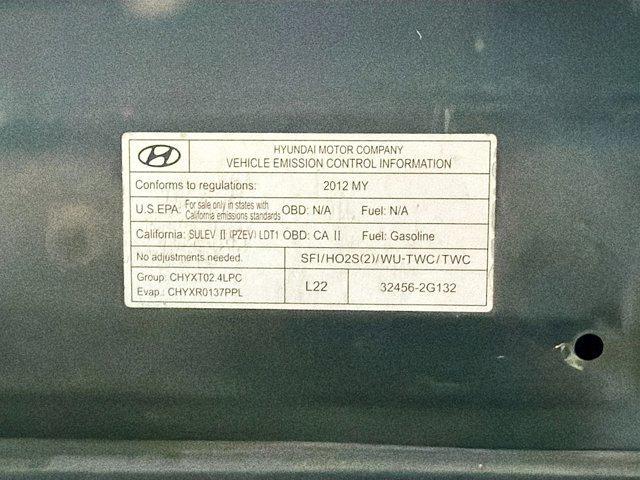 HYUNDAI MOTOR COMPANY
VEHICLE EMISSION CONTROL INFORMATION
Conforms to regulations: 2012 MY
U.S.EPA: For sale only in states with California emissions standards OBD: N/A Fuel: N/A
California: SULEV II (PZEV) LDT1 OBD: CA II Fuel: Gasoline
No adjustments needed. SFI/HO2S(2)/WU-TWC/TWC
Group: CHYXT02.4LPC
Evap.: CHYXR0137PPL
L22 32456-2G132